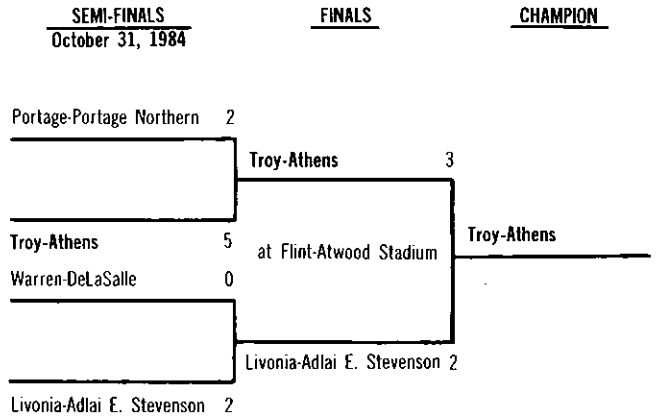 SEMI-FINALS
October 31, 1984
FINALS
CHAMPION
Portage-Portage Northern 2
Troy-Athens 5
Warren-DeLaSalle 0
Livonia-Adlai E. Stevenson 2
Troy-Athens 3
at Flint-Atwood Stadium
Livonia-Adlai E. Stevenson 2
Troy-Athens